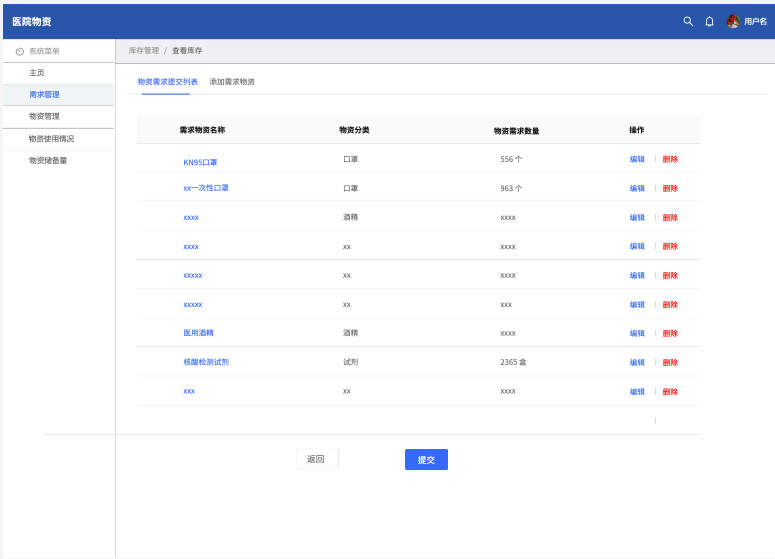 医院物资
用户名
系统菜单
主页
需求管理
物资管理
物资使用情况
物资储备量
库存管理 / 查看库存
物资需求提交列表 添加需求物资
需求物资名称 物资分类 物资需求数量 操作
KN95口罩 口罩 556 个 编辑 删除
xx一次性口罩 口罩 963 个 编辑 删除
xxxx 酒精 xxxx 编辑 删除
xxxx xx xxxx 编辑 删除
xxxxx xx xxxx 编辑 删除
xxxxx xx xxx 编辑 删除
医用酒精 酒精 xxxx 编辑 删除
核酸检测试剂 试剂 2365 盒 编辑 删除
xxx xx xxxx 编辑 删除
返回 提交